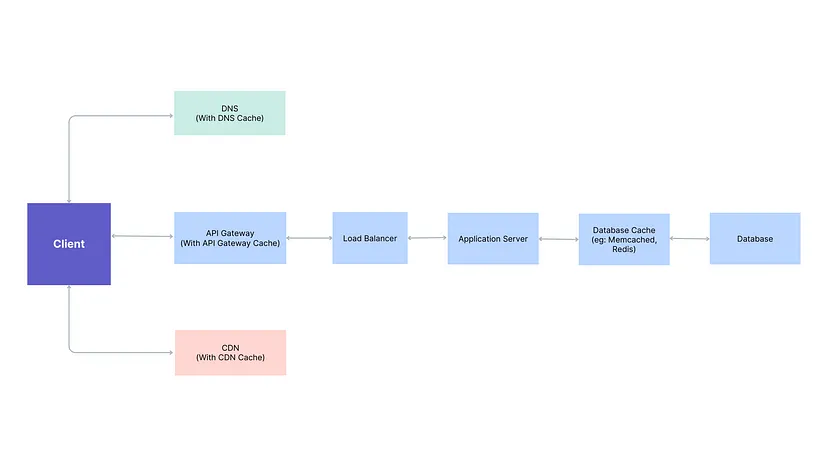 DNS
(With DNS Cache)
Client
API Gateway
(With API Gateway Cache)
Load Balancer
Application Server
Database Cache
(eg: Memcached,
Redis)
Database
CDN
(With CDN Cache)